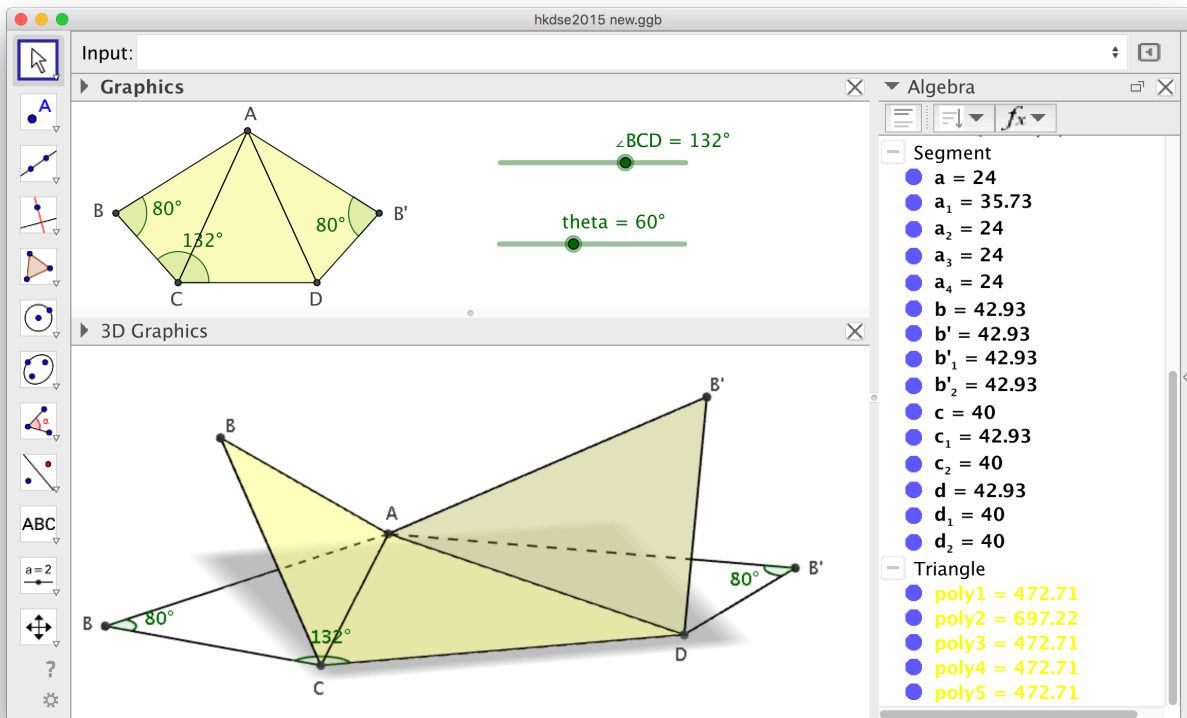 hkdse2015 new.ggb
Input:
Graphics
A
∠BCD = 132°
theta = 60°
B
80°
132°
80°
B'
C
D
3D Graphics
B'
B
A
B
80°
132°
80°
B'
D
C
A
α
ABC
a=2
?
Algebra
fx
Segment
a = 24
a₁ = 35.73
a₂ = 24
a₃ = 24
a₄ = 24
b = 42.93
b' = 42.93
b'₁ = 42.93
b'₂ = 42.93
c = 40
c₁ = 42.93
c₂ = 40
d = 42.93
d₁ = 40
d₂ = 40
Triangle
poly1 = 472.71
poly2 = 697.22
poly3 = 472.71
poly4 = 472.71
poly5 = 472.71